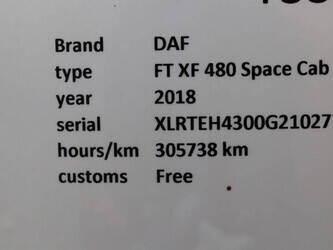 Brand DAF
type FT XF 480 Space Cab
year 2018
serial XLRTEH4300G21027
hours/km 305738 km
customs Free